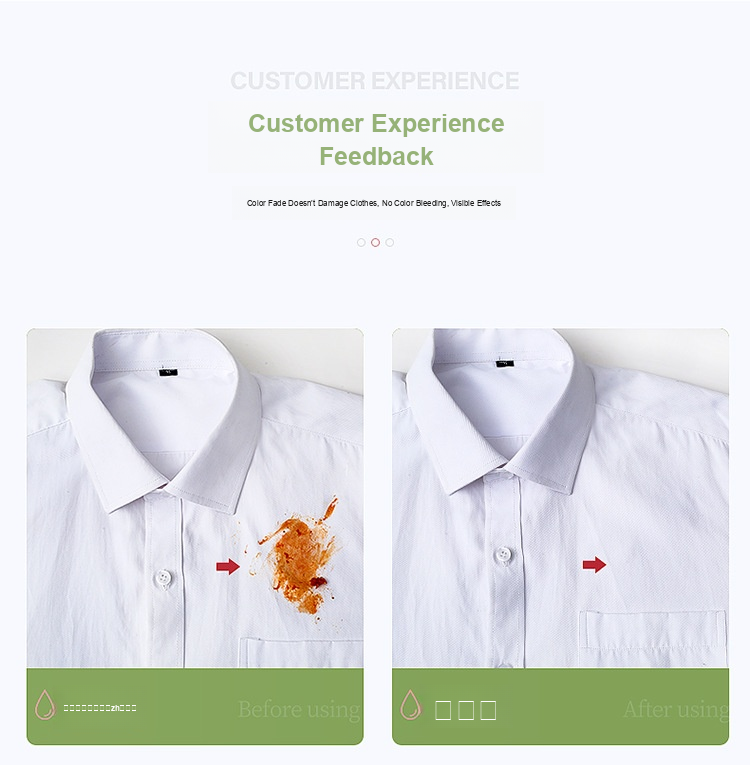 CUSTOMER EXPERIENCE
Customer Experience
Feedback
Color Fade Doesn't Damage Clothes, No Color Bleeding, Visible Effects
Before using
After using